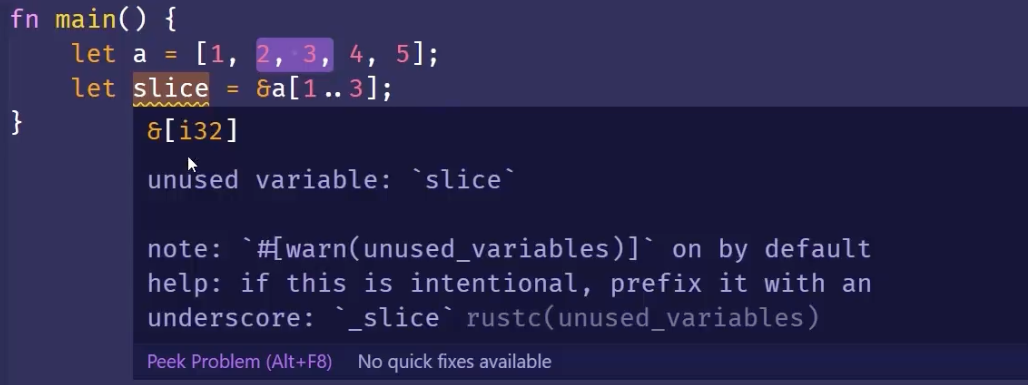 fn main() {
    let a = [1, 2, 3, 4, 5];
    let slice = &a[1..3];
}
&[i32]
unused variable: `slice`
note: `#[warn(unused_variables)]` on by default
help: if this is intentional, prefix it with an
underscore: `_slice` rustc(unused_variables)
Peek Problem (Alt+F8) No quick fixes available